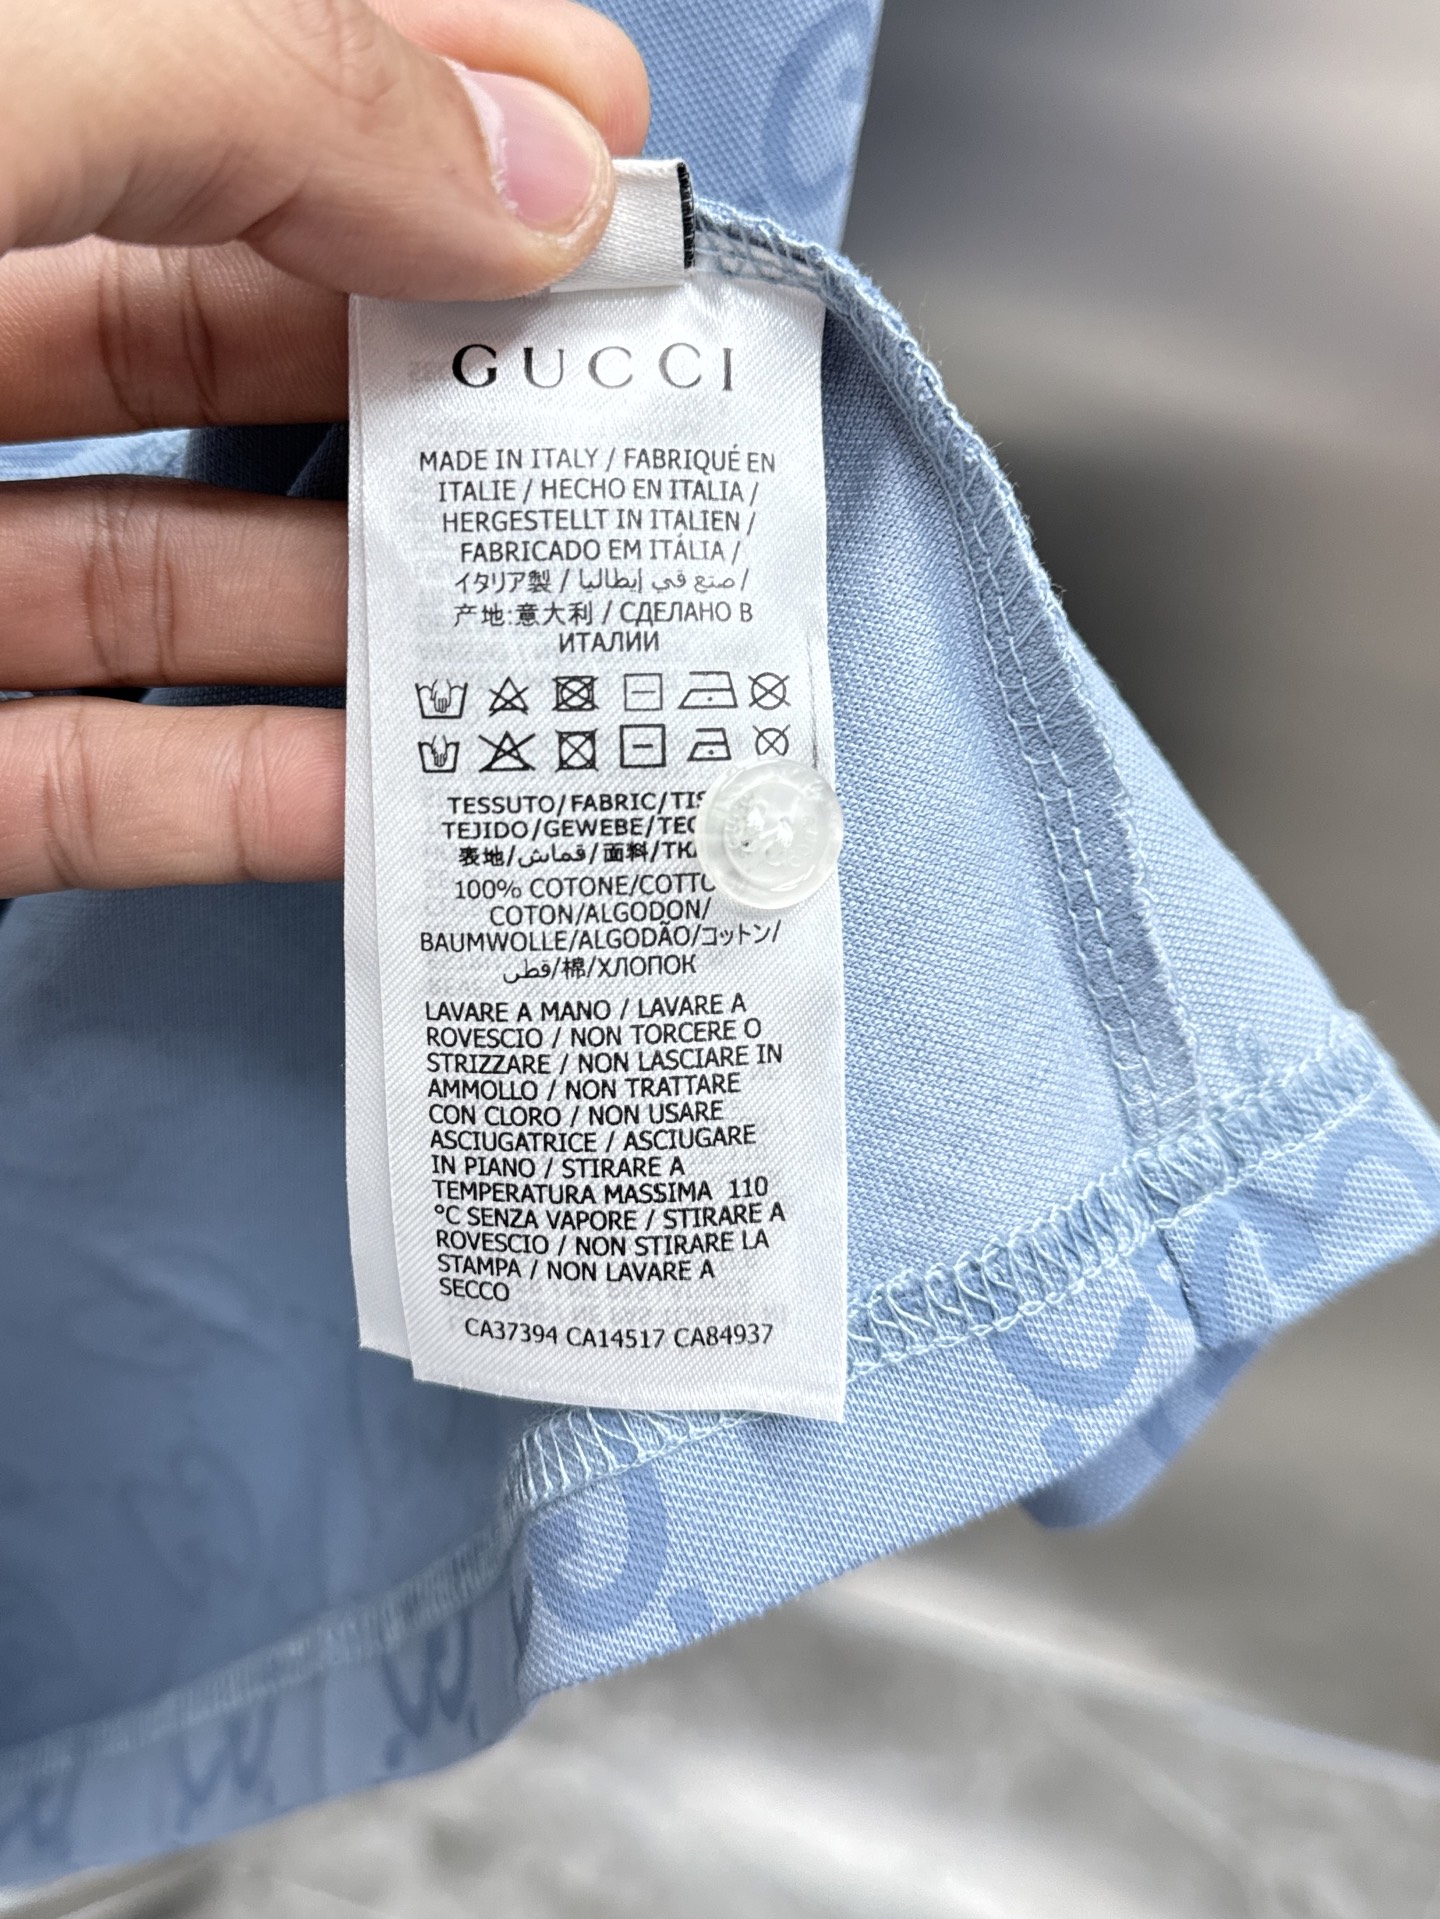 GUCCI
MADE IN ITALY / FABRIQUÉ EN
ITALIE / HECHO EN ITALIA /
HERGESTELLT IN ITALIEN /
FABRICADO EM ITÁLIA /
イタリア製 / صنع في إيطاليا /
产地:意大利 / СДЕЛАНО В
ИТАЛИИ
TESSUTO/FABRIC/
TEJIDO/GEWEBE/
表地/قماش/面料/
100% COTONE/
COTON/ALGODON/
BAUMWOLLE/ALGODÃO/コットン/
قطن/棉/ХЛОПОК
LAVARE A MANO / LAVARE A
ROVESCIO / NON TORCERE O
STRIZZARE / NON LASCIARE IN
AMMOLLO / NON TRATTARE
CON CLORO / NON USARE
ASCIUGATRICE / ASCIUGARE
IN PIANO / STIRARE A
TEMPERATURA MASSIMA 110
°C SENZA VAPORE / STIRARE A
ROVESCIO / NON STIRARE LA
STAMPA / NON LAVARE A
SECCO
CA37394 CA14517 CA84937